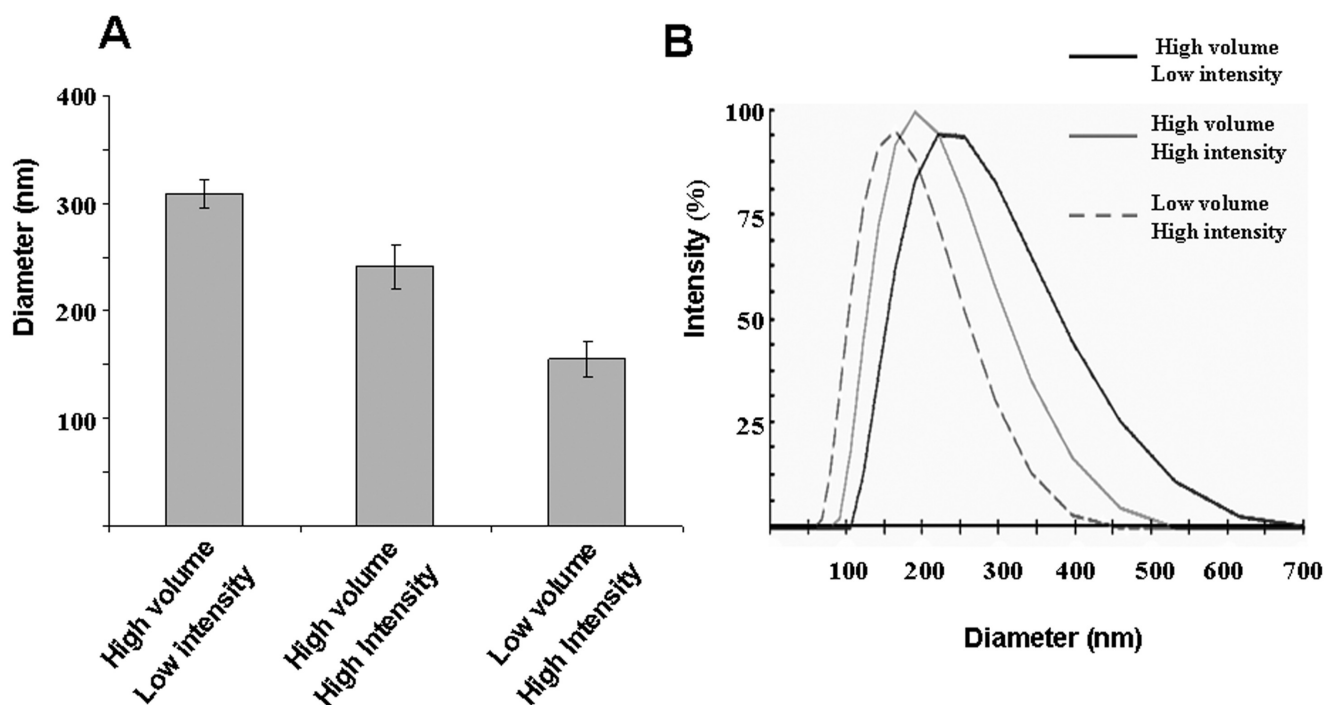 A
Diameter (nm)
400
300
200
100
High volume
Low intensity
High volume
High Intensity
Low volume
High Intensity
B
High volume
Low intensity
High volume
High intensity
Low volume
High intensity
Intensity (%)
100
75
50
25
100 200 300 400 500 600 700
Diameter (nm)